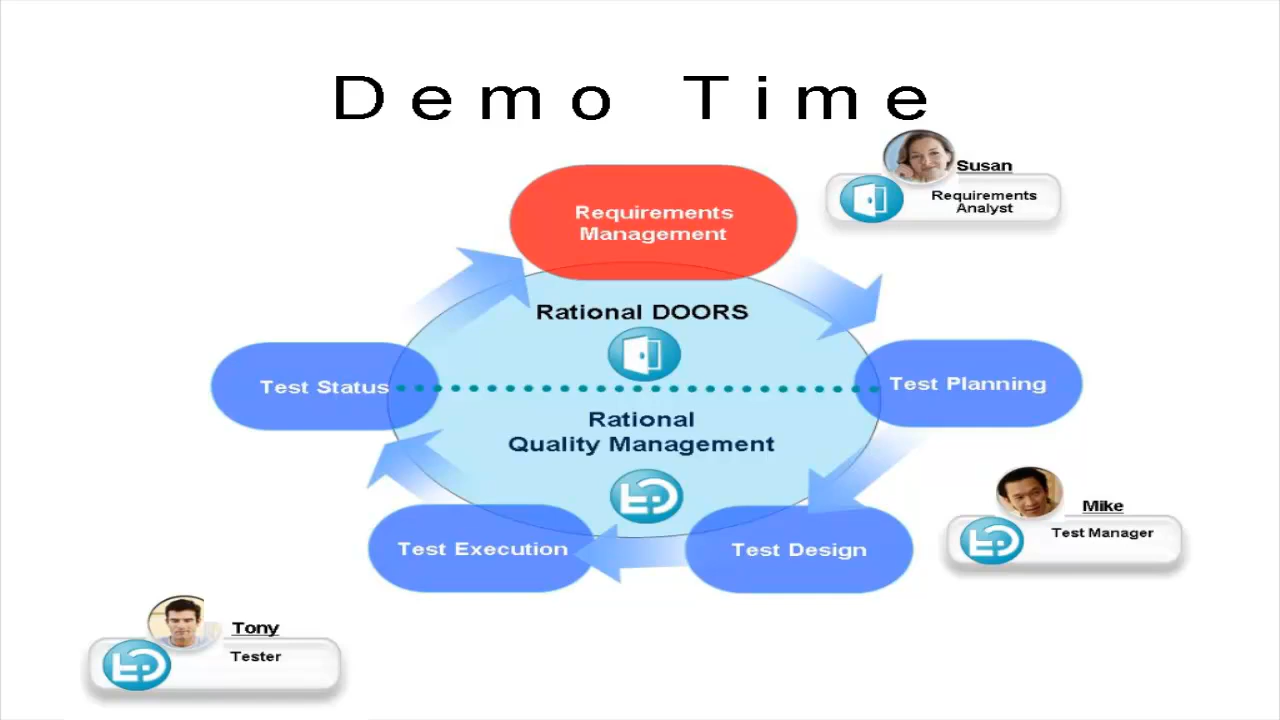 Demo Time
Susan
Requirements
Analyst
Requirements
Management
Rational DOORS
Test Status
Test Planning
Rational
Quality Management
Mike
Test Manager
Test Execution
Test Design
Tony
Tester